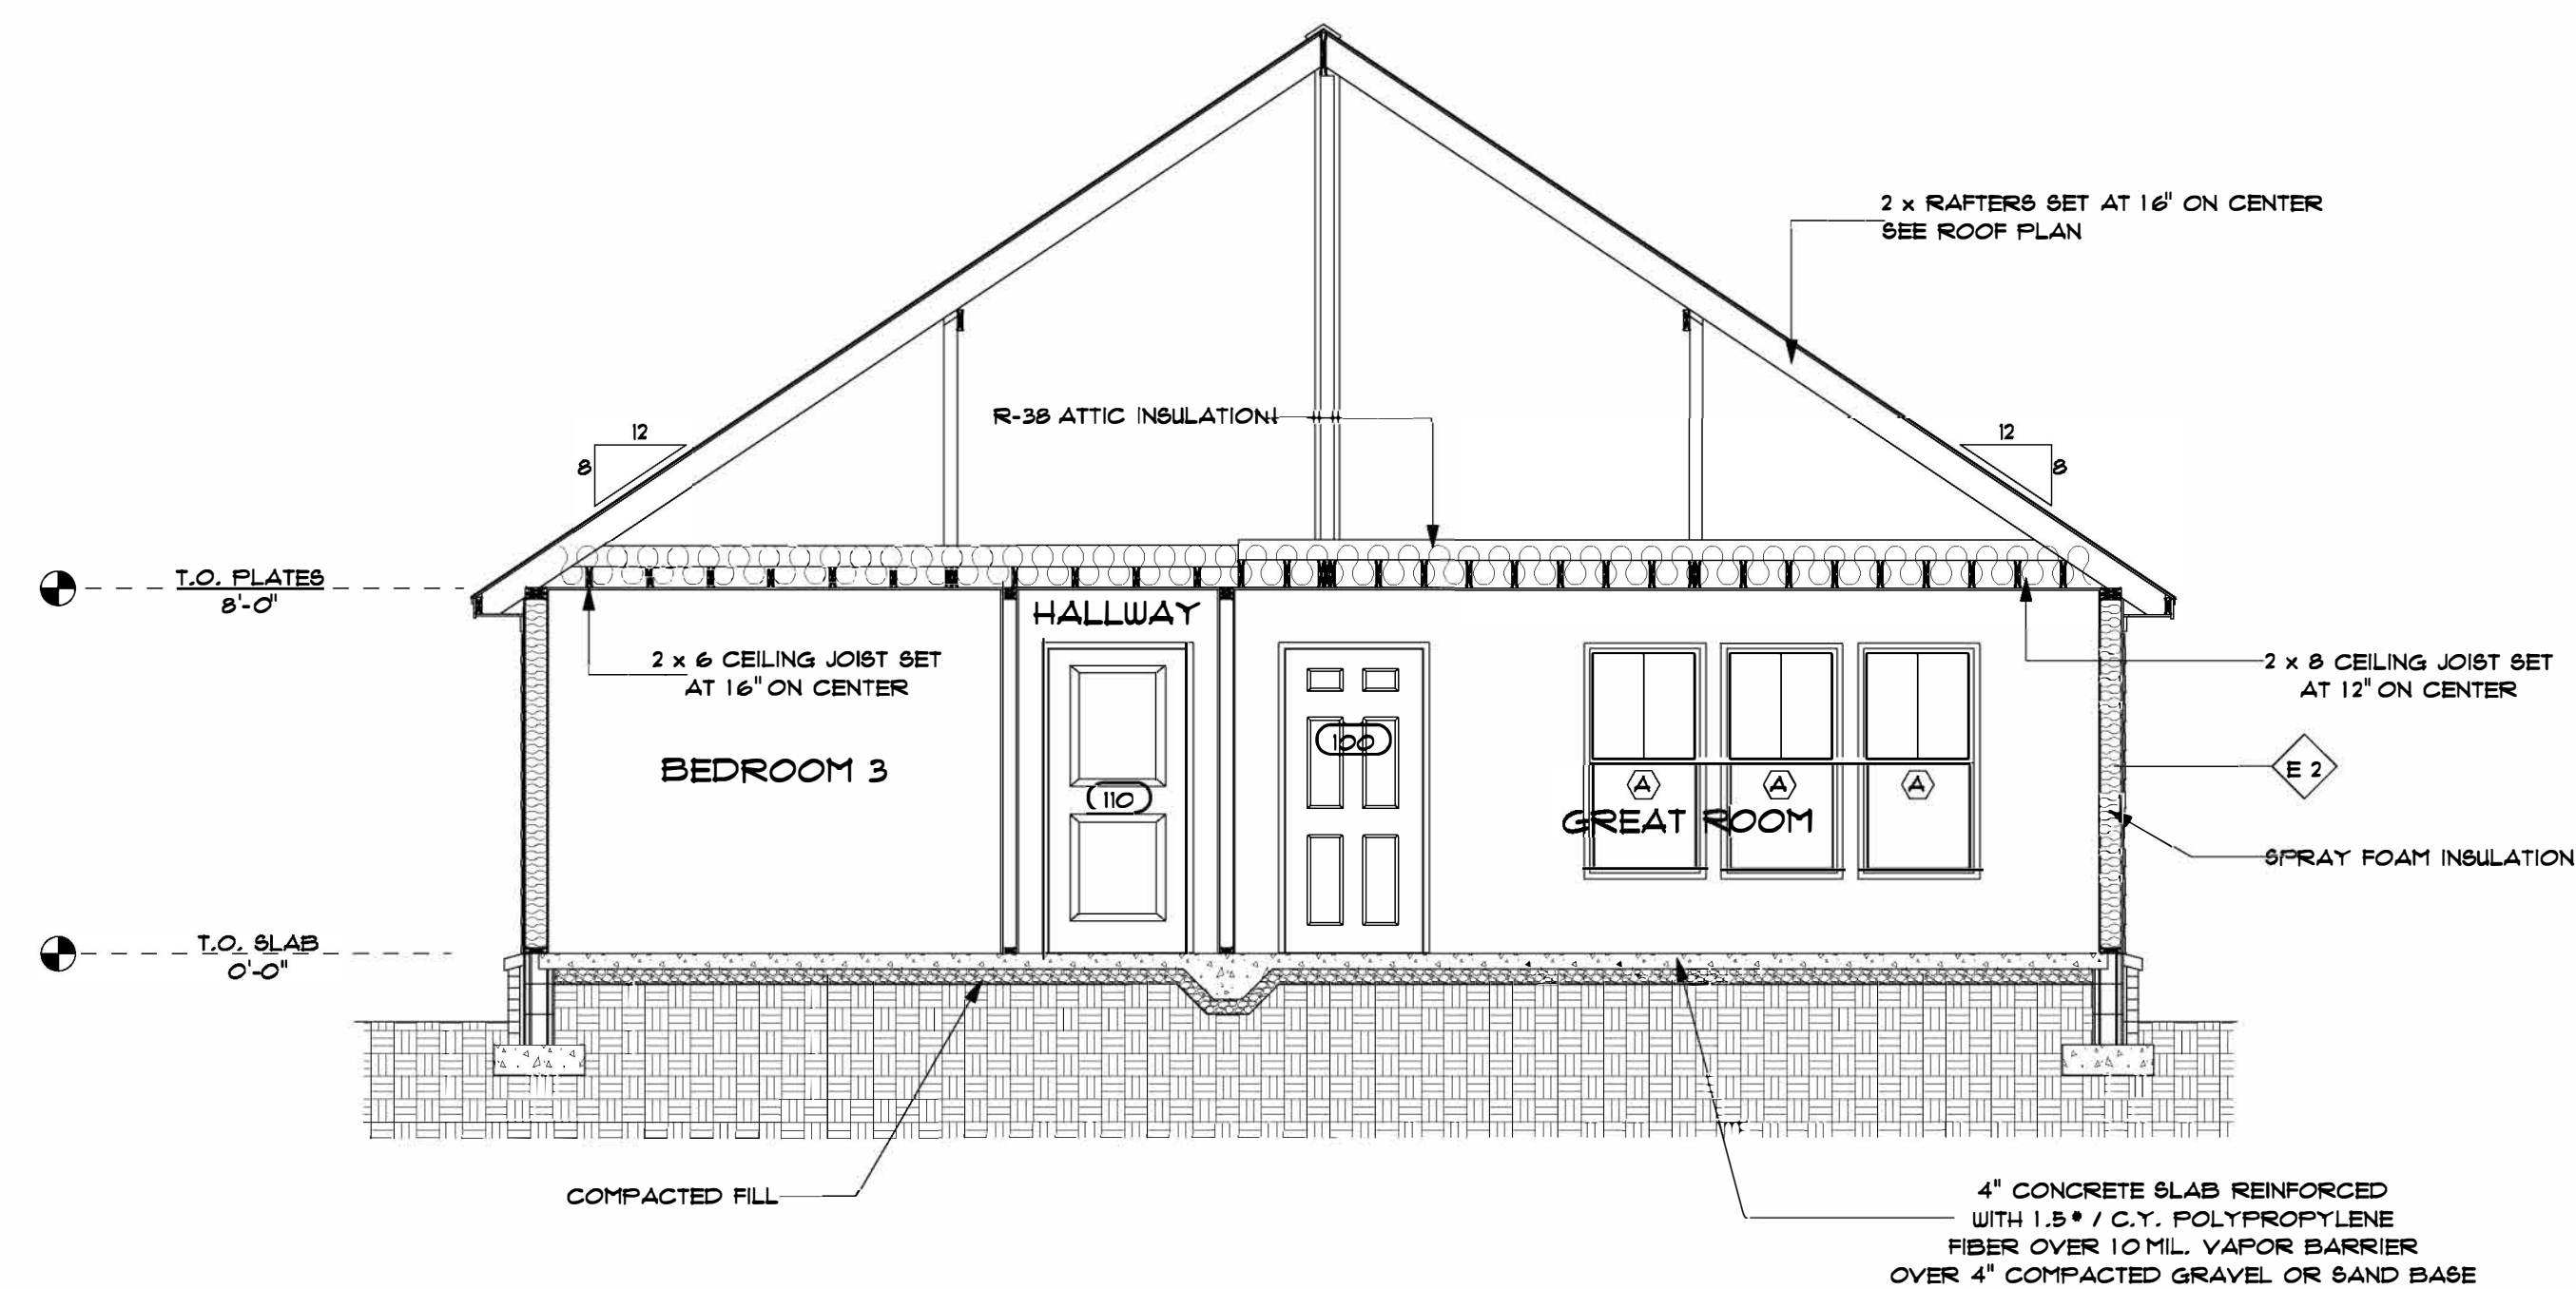 2 x RAFTERS SET AT 16" ON CENTER
SEE ROOF PLAN
R-38 ATTIC INSULATION
12
8
12
8
T.O. PLATES
8'-0"
HALLWAY
2 x 6 CEILING JOIST SET
AT 16" ON CENTER
2 x 8 CEILING JOIST SET
AT 12" ON CENTER
BEDROOM 3
110
100
A
A
A
GREAT ROOM
E 2
SPRAY FOAM INSULATION
T.O. SLAB
0'-0"
COMPACTED FILL
4" CONCRETE SLAB REINFORCED
WITH 1.5# / C.Y. POLYPROPYLENE
FIBER OVER 10 MIL. VAPOR BARRIER
OVER 4" COMPACTED GRAVEL OR SAND BASE